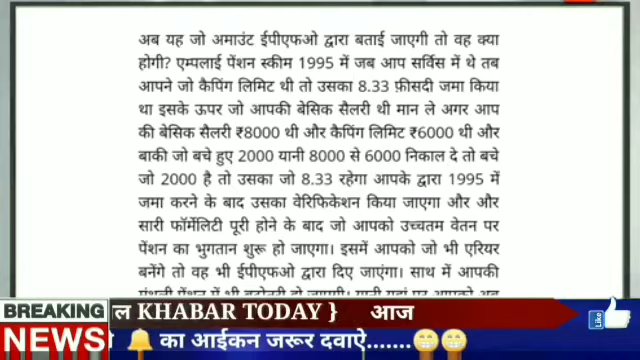 अब यह जो अमाउंट ईपीएफओ द्वारा बताई जाएगी तो वह क्या
होगी? एम्पलाई पेंशन स्कीम 1995 में जब आप सर्विस में थे तब
आपने जो कैपिंग लिमिट थी तो उसका 8.33 फ़ीसदी जमा किया
था इसके ऊपर जो आपकी बेसिक सैलरी थी मान ले अगर आप
की बेसिक सैलरी ₹8000 थी और कैपिंग लिमिट ₹6000 थी और
बाकी जो बचे हुए 2000 यानी 8000 से 6000 निकाल दे तो बचे
जो 2000 है तो उसका जो 8.33 रहेगा आपके द्वारा 1995 में
जमा करने के बाद उसका वेरिफिकेशन किया जाएगा और और
सारी फॉर्मेलिटी पूरी होने के बाद जो आपको उच्चतम वेतन पर
पेंशन का भुगतान शुरू हो जाएगा। इसमें आपको जो भी एरियर
बनेंगे तो वह भी ईपीएफओ द्वारा दिए जाएंगा। साथ में आपकी
BREAKING
NEWS
ल KHABAR TODAY } आज
🔔 का आईकन जरूर दवाऐ.......😁😁
Like